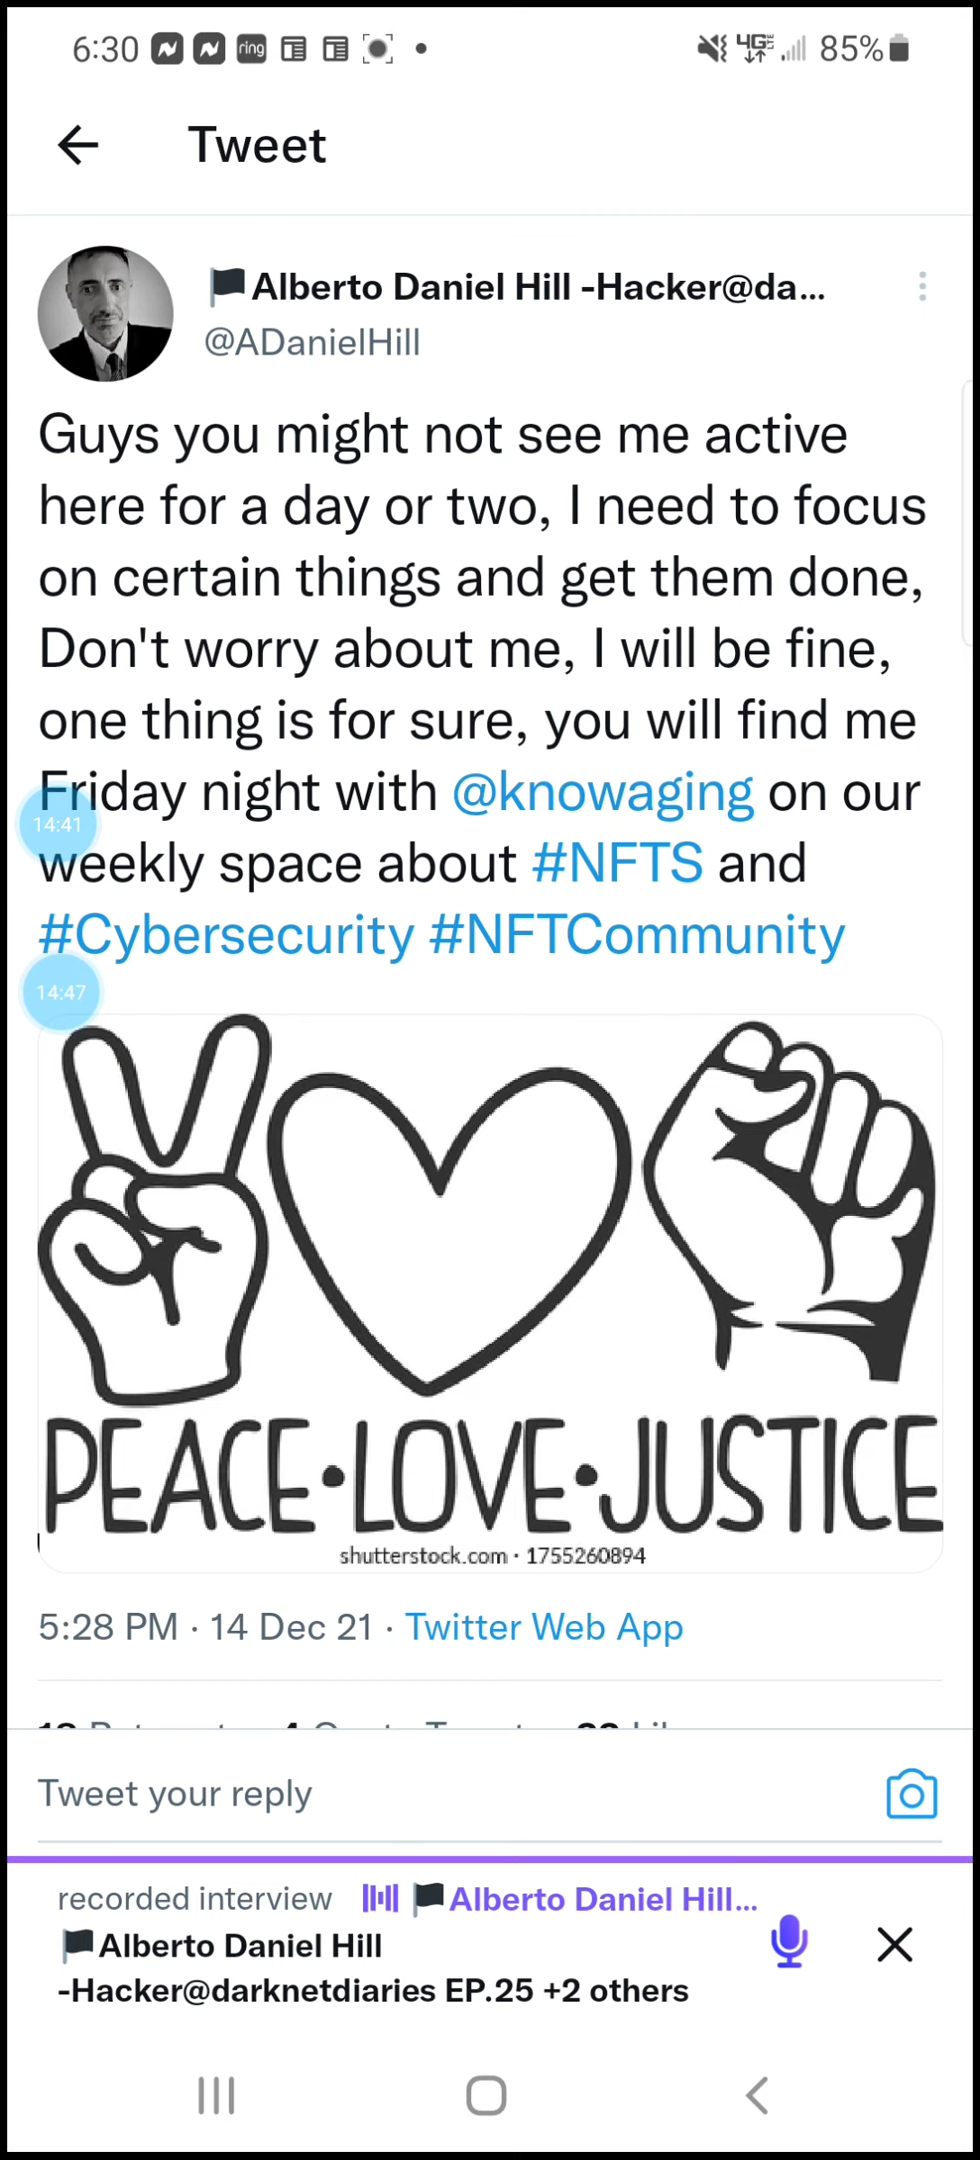 6:30 ring 4G LTE 85%
Tweet
Alberto Daniel Hill -Hacker@da...
@ADanielHill
Guys you might not see me active
here for a day or two, I need to focus
on certain things and get them done,
Don't worry about me, I will be fine,
one thing is for sure, you will find me
Friday night with @knowaging on our
14:41
weekly space about #NFTS and
#Cybersecurity #NFTCommunity
14:47
PEACE•LOVE•JUSTICE
shutterstock.com · 1755260894
5:28 PM · 14 Dec 21 · Twitter Web App
Tweet your reply
recorded interview Alberto Daniel Hill...
Alberto Daniel Hill
-Hacker@darknetdiaries EP.25 +2 others